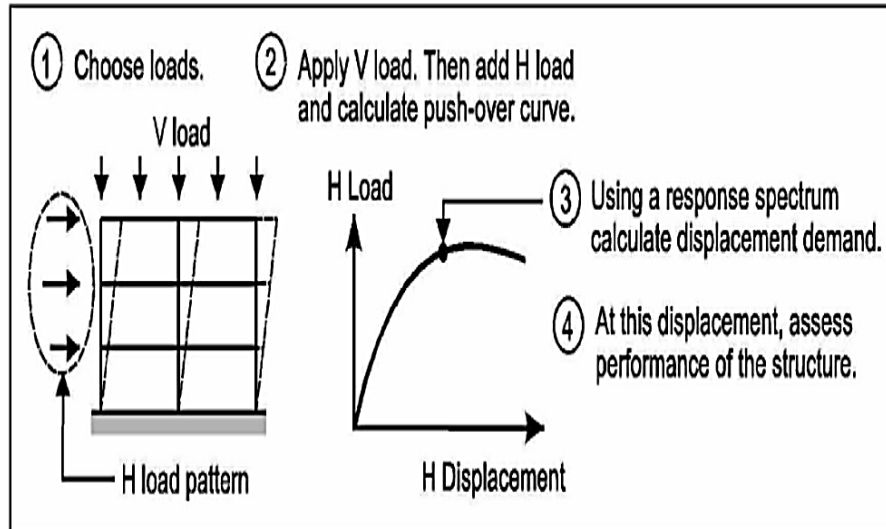 1 Choose loads.
2 Apply V load. Then add H load
and calculate push-over curve.
V load
H load pattern
H Load
H Displacement
3 Using a response spectrum
calculate displacement demand.
4 At this displacement, assess
performance of the structure.